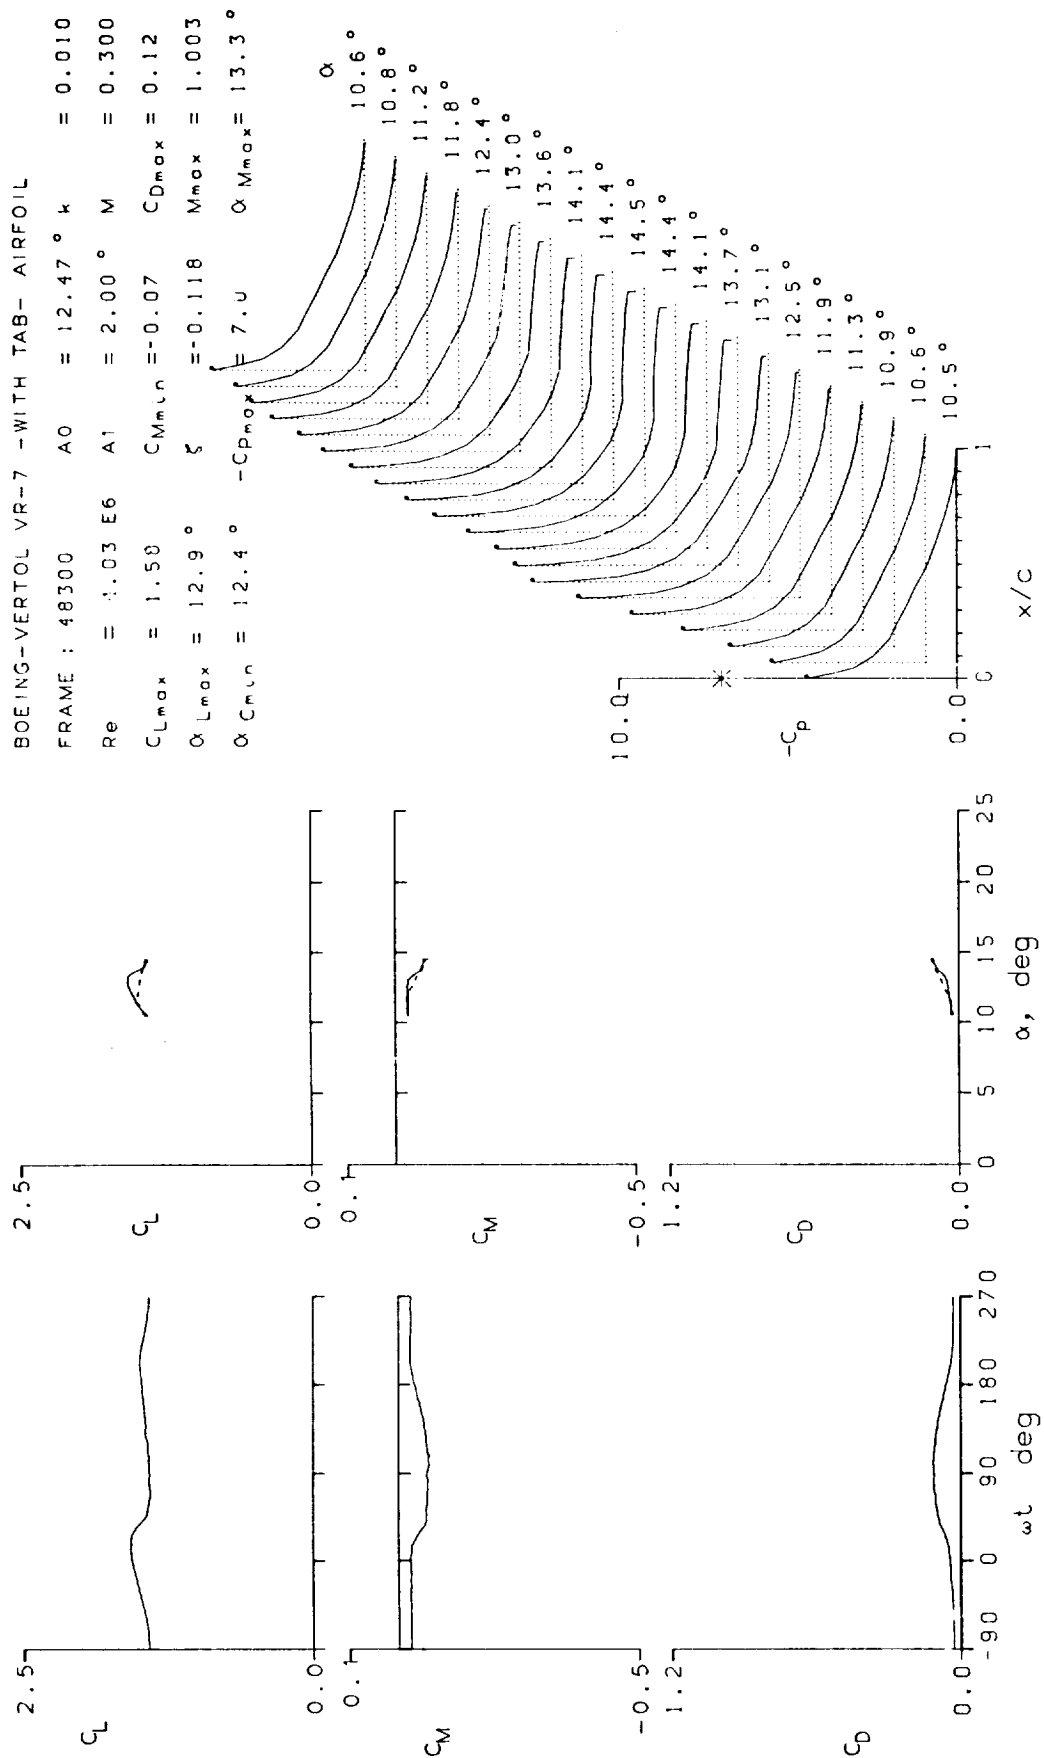 BOEING-VERTOL VR-7 -WITH TAB- AIRFOIL
FRAME : 48300 A0 = 12.47° k = 0.010
Re = 1.03 E6 A1 = 2.00° M = 0.300
CLmax = 1.58 CMmin =-0.07 CDmax = 0.12
αLmax = 12.9° ζ =-0.118 Mmax = 1.003
αCmin = 12.4° -CPmax = 7.0 αMmax= 13.3°
2.5
CL
0.0
0.1
CM
-0.5
1.2
CD
0.0
-90 0 90 180 270
ωt deg
2.5
CL
0.0
0.1
CM
-0.5
1.2
CD
0.0
0 5 10 15 20 25
α, deg
10.0
-Cp
0.0
0 1
x/c
α
10.6°
10.8°
11.2°
11.8°
12.4°
13.0°
13.6°
14.1°
14.4°
14.5°
14.4°
14.1°
13.7°
13.1°
12.5°
11.9°
11.3°
10.9°
10.6°
10.5°